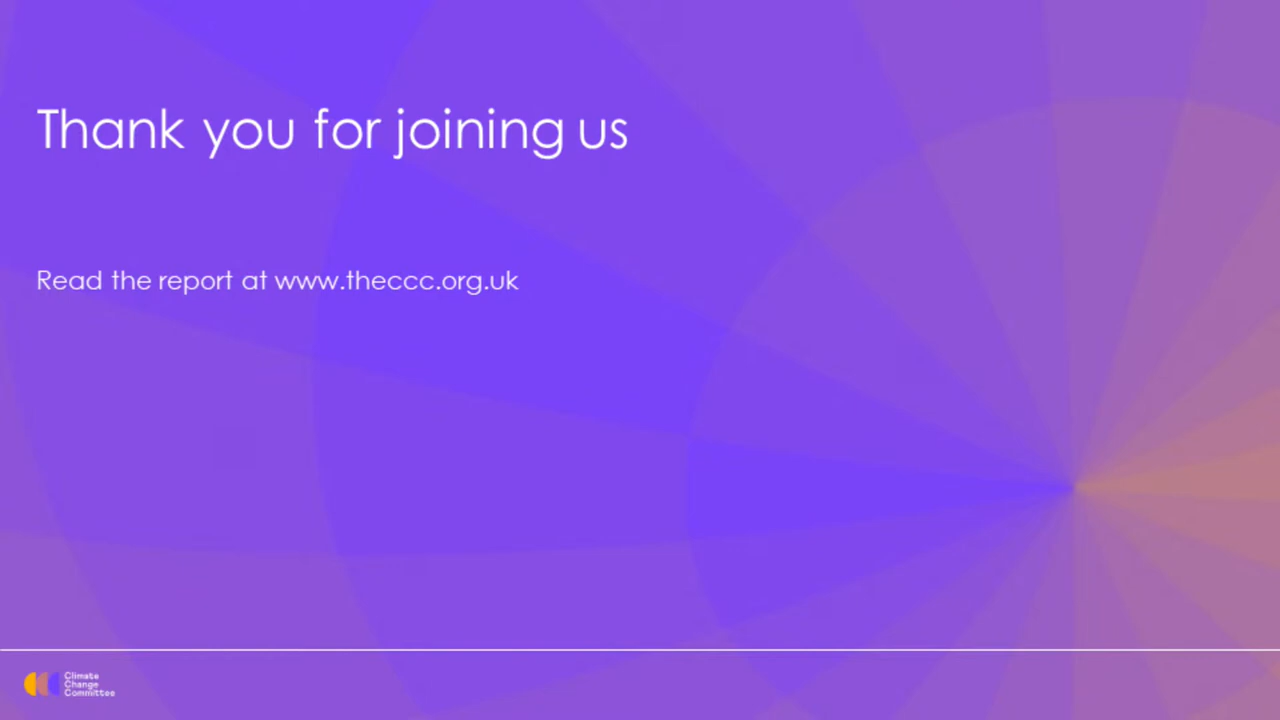 Thank you for joining us
Read the report at www.theccc.org.uk
Climate
Change
Committee